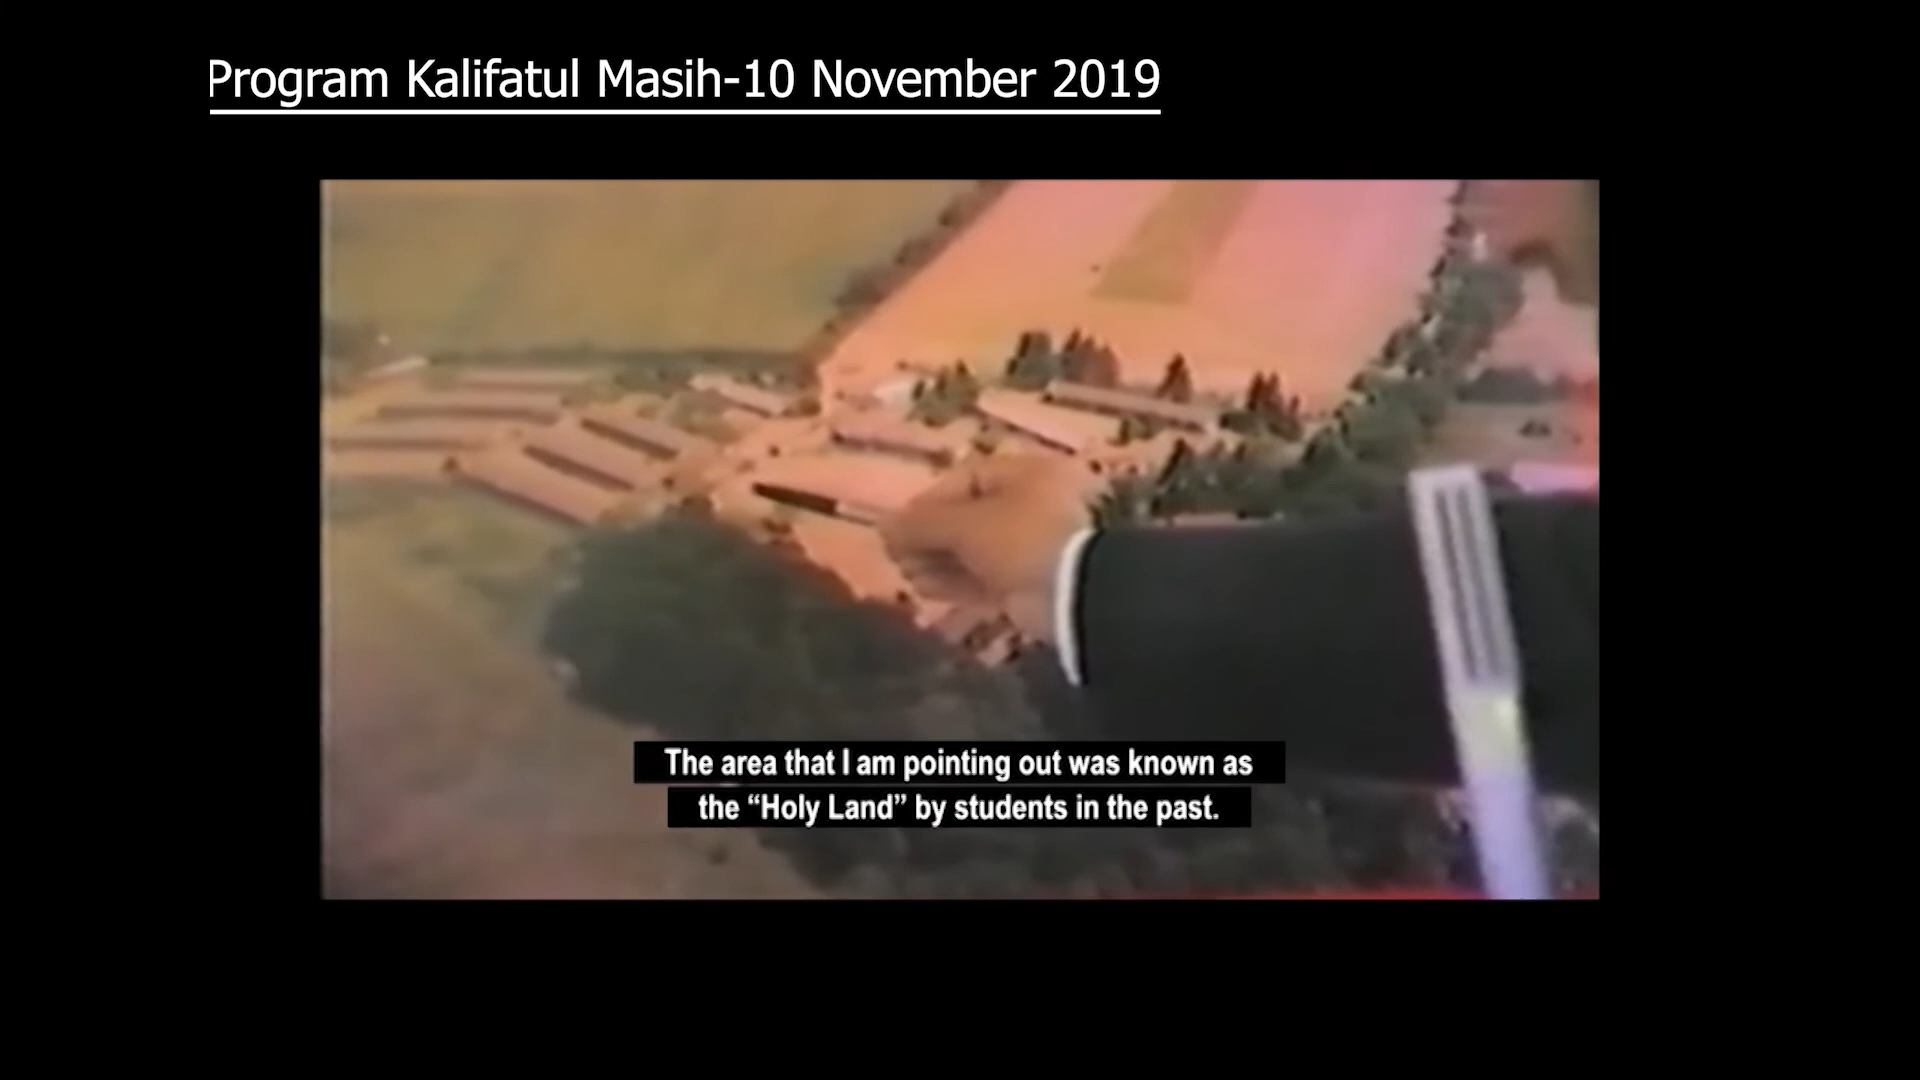 Program Kalifatul Masih-10 November 2019
The area that I am pointing out was known as
the “Holy Land” by students in the past.